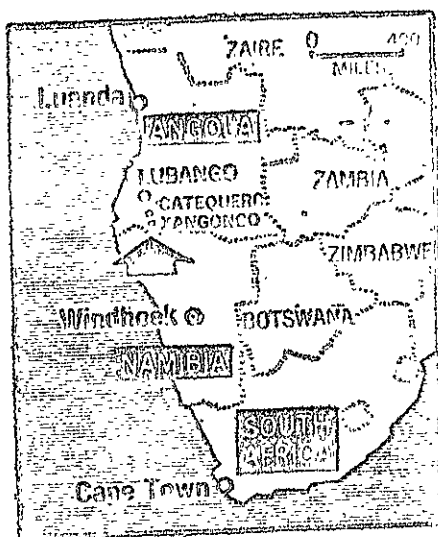 ZAIRE
0 400
MILES
Luanda
ANGOLA
LUBANGO
CATEQUERO
XANGONGO
ZAMBIA
ZIMBABWE
Windhoek
BOTSWANA
NAMIBIA
SOUTH
AFRICA
Cape Town